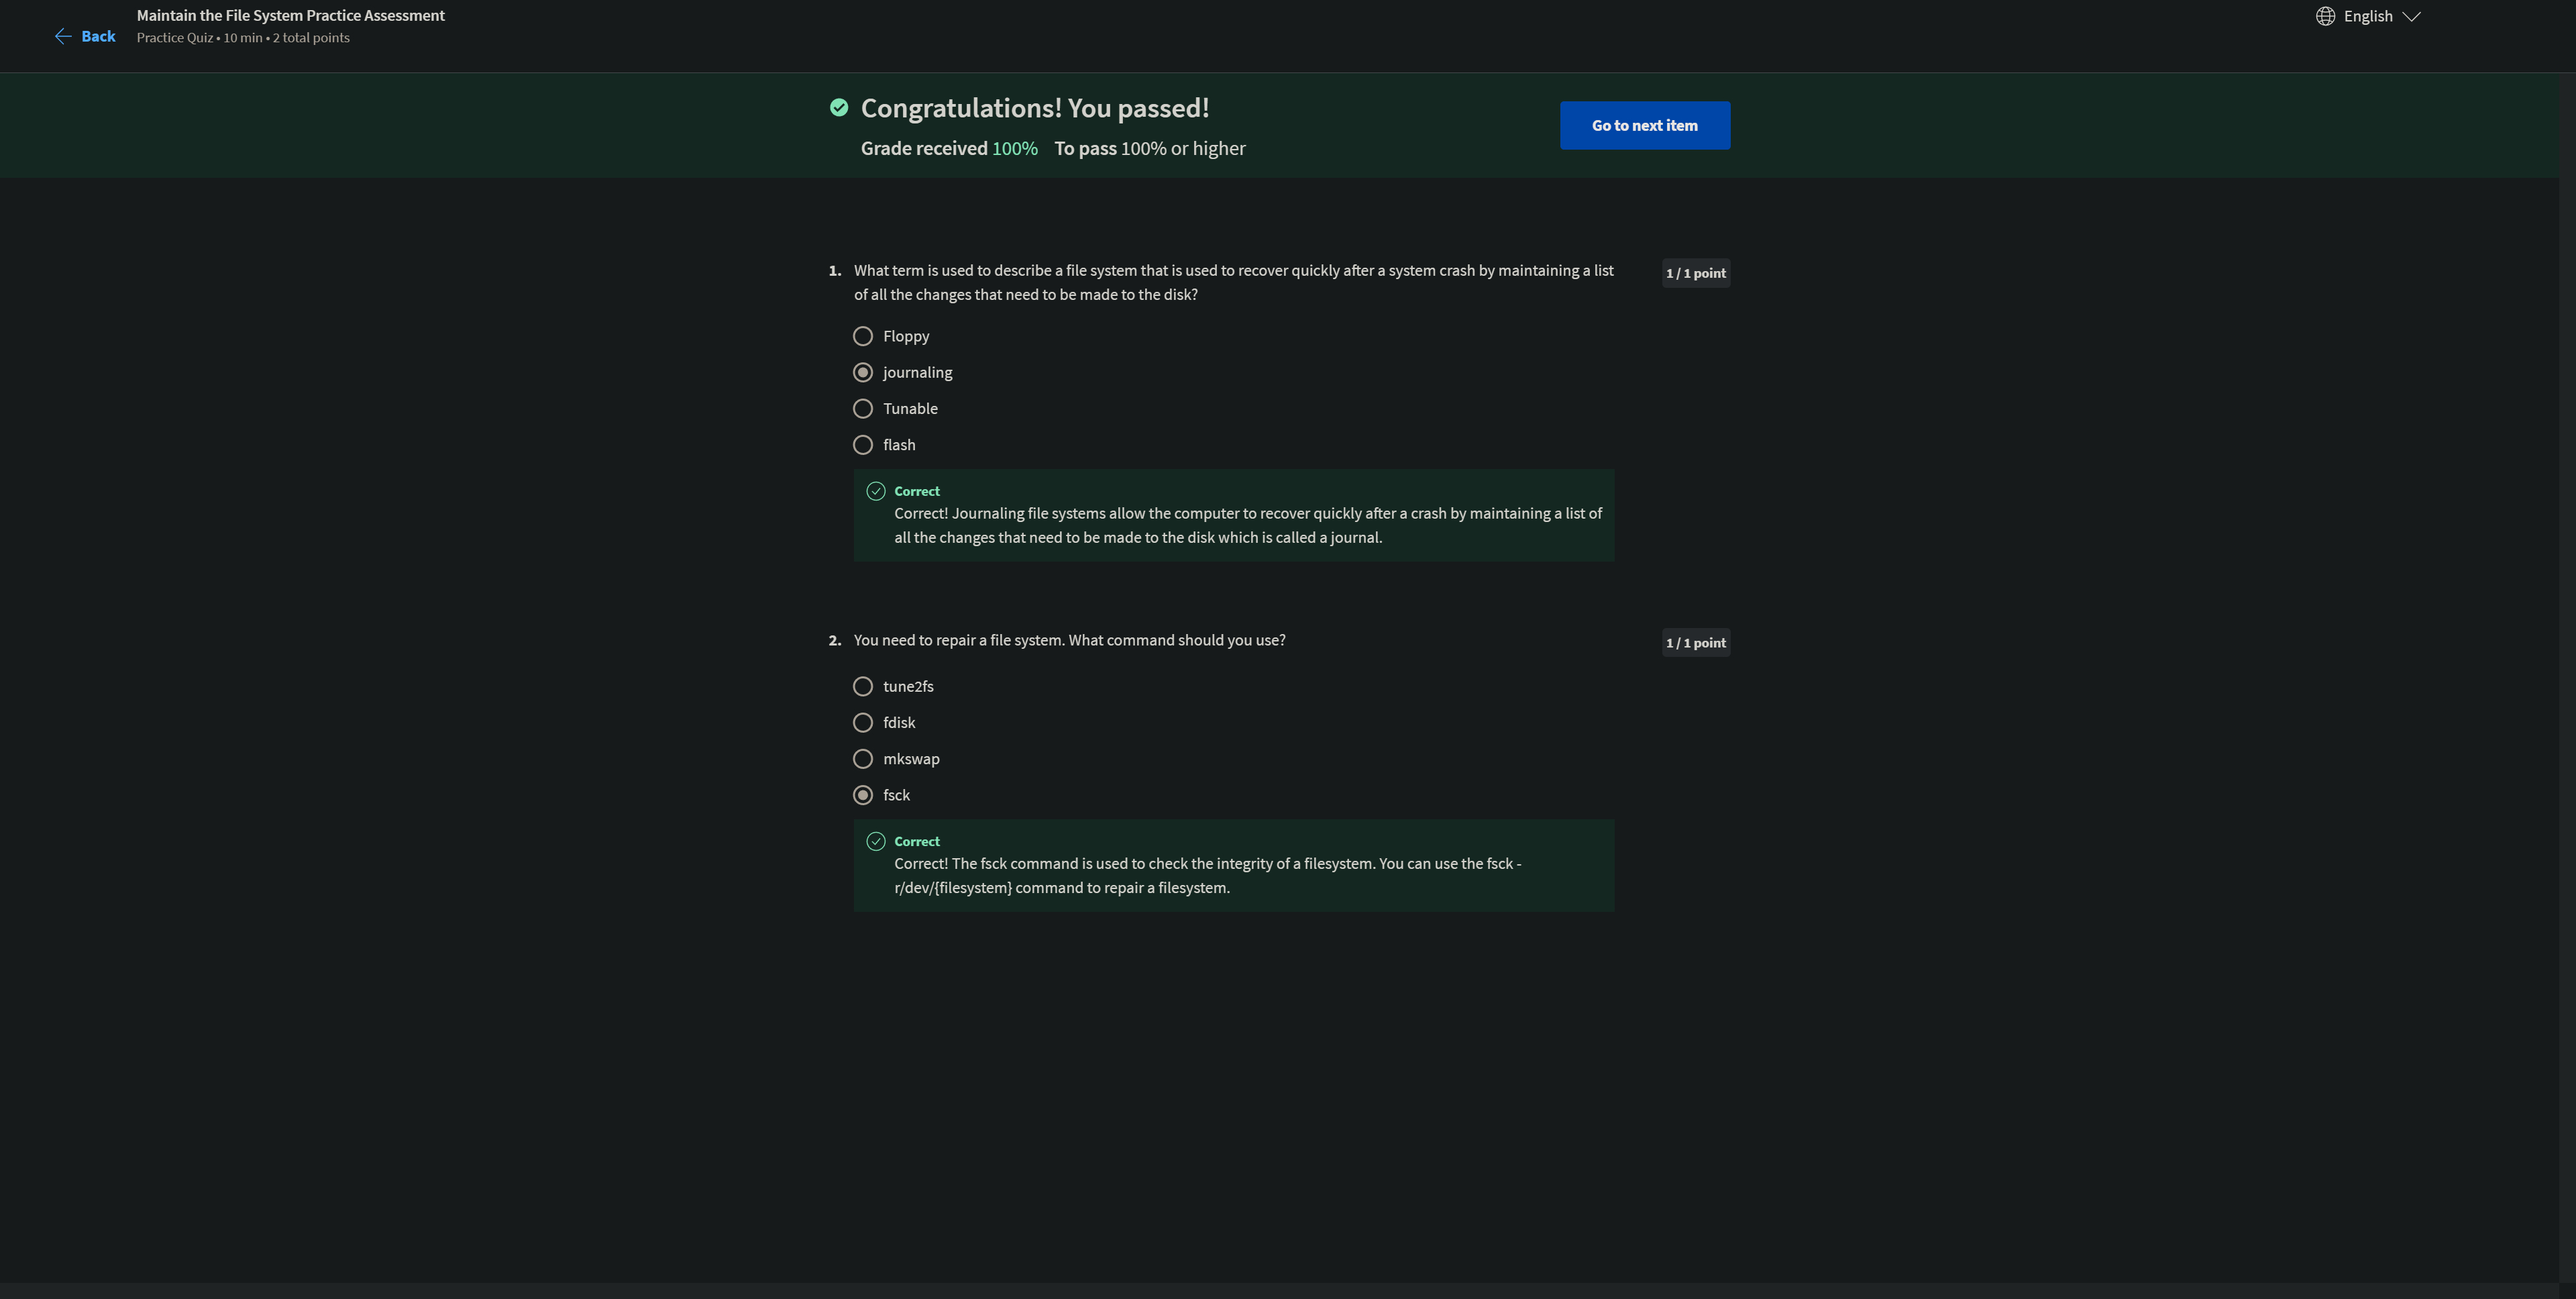 Maintain the File System Practice Assessment
Back
Practice Quiz • 10 min • 2 total points
English
Congratulations! You passed!
Grade received 100% To pass 100% or higher
Go to next item
1. What term is used to describe a file system that is used to recover quickly after a system crash by maintaining a list
of all the changes that need to be made to the disk?
1 / 1 point
Floppy
journaling
Tunable
flash
Correct
Correct! Journaling file systems allow the computer to recover quickly after a crash by maintaining a list of
all the changes that need to be made to the disk which is called a journal.
2. You need to repair a file system. What command should you use?
1 / 1 point
tune2fs
fdisk
mkswap
fsck
Correct
Correct! The fsck command is used to check the integrity of a filesystem. You can use the fsck -
r/dev/{filesystem} command to repair a filesystem.